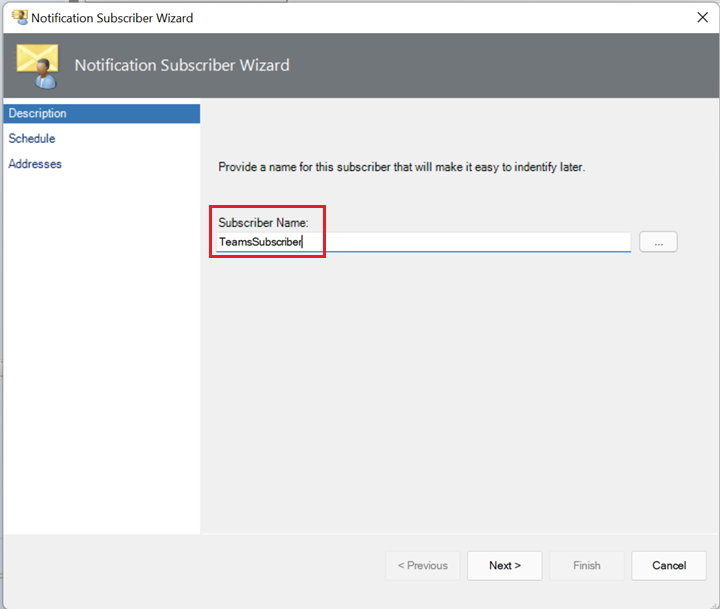 Notification Subscriber Wizard
Notification Subscriber Wizard
Description
Schedule
Addresses
Provide a name for this subscriber that will make it easy to indentify later.
Subscriber Name:
TeamsSubscriber
...
< Previous
Next >
Finish
Cancel